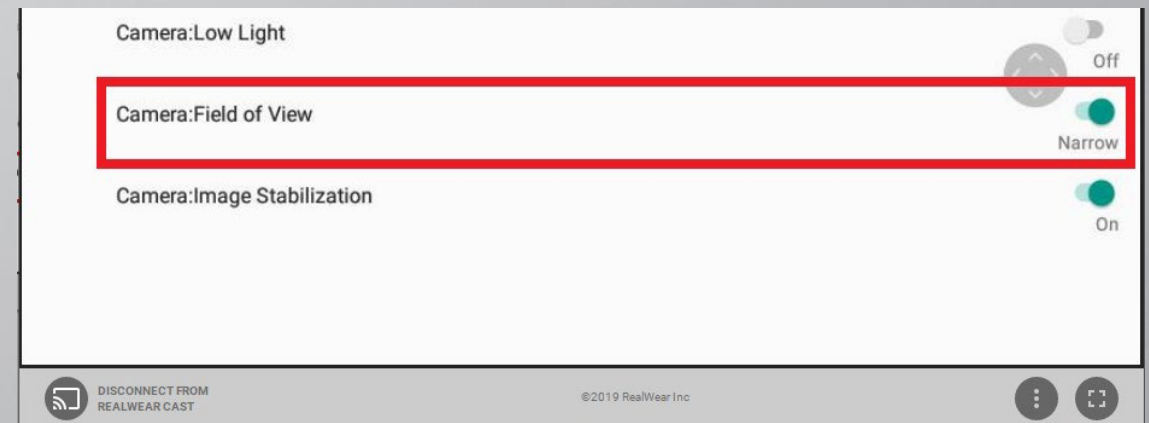 Camera:Low Light
Off
Camera:Field of View
Narrow
Camera:Image Stabilization
On
DISCONNECT FROM
REALWEAR CAST
©2019 RealWear Inc